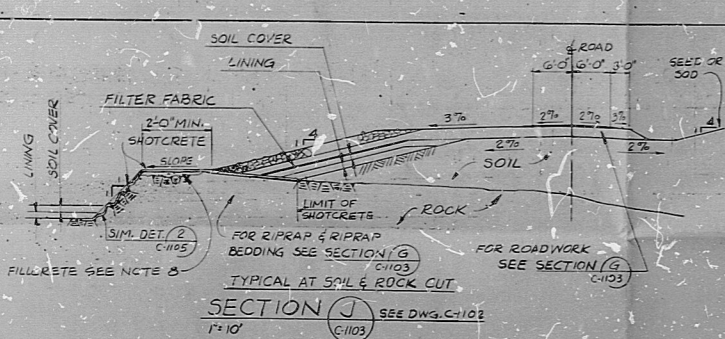 SOIL COVER
LINING
℄ ROAD
6'-0" 6'-0" 3'-0"
SEED OR
SOD
FILTER FABRIC
2'-0" MIN.
SHOTCRETE
SLOPE
LINING
SOIL COVER
4
3%
2% 2% 3%
4
2%
2%
SOIL
LIMIT OF
SHOTCRETE
ROCK
SIM. DET. 2
C-1105
FOR RIPRAP & RIPRAP
BEDDING SEE SECTION G
C-1103
FOR ROADWORK
SEE SECTION G
C-1103
FILLCRETE SEE NOTE 8
TYPICAL AT SOIL & ROCK CUT
SECTION J SEE DWG. C-1102
1"=10'
C-1103